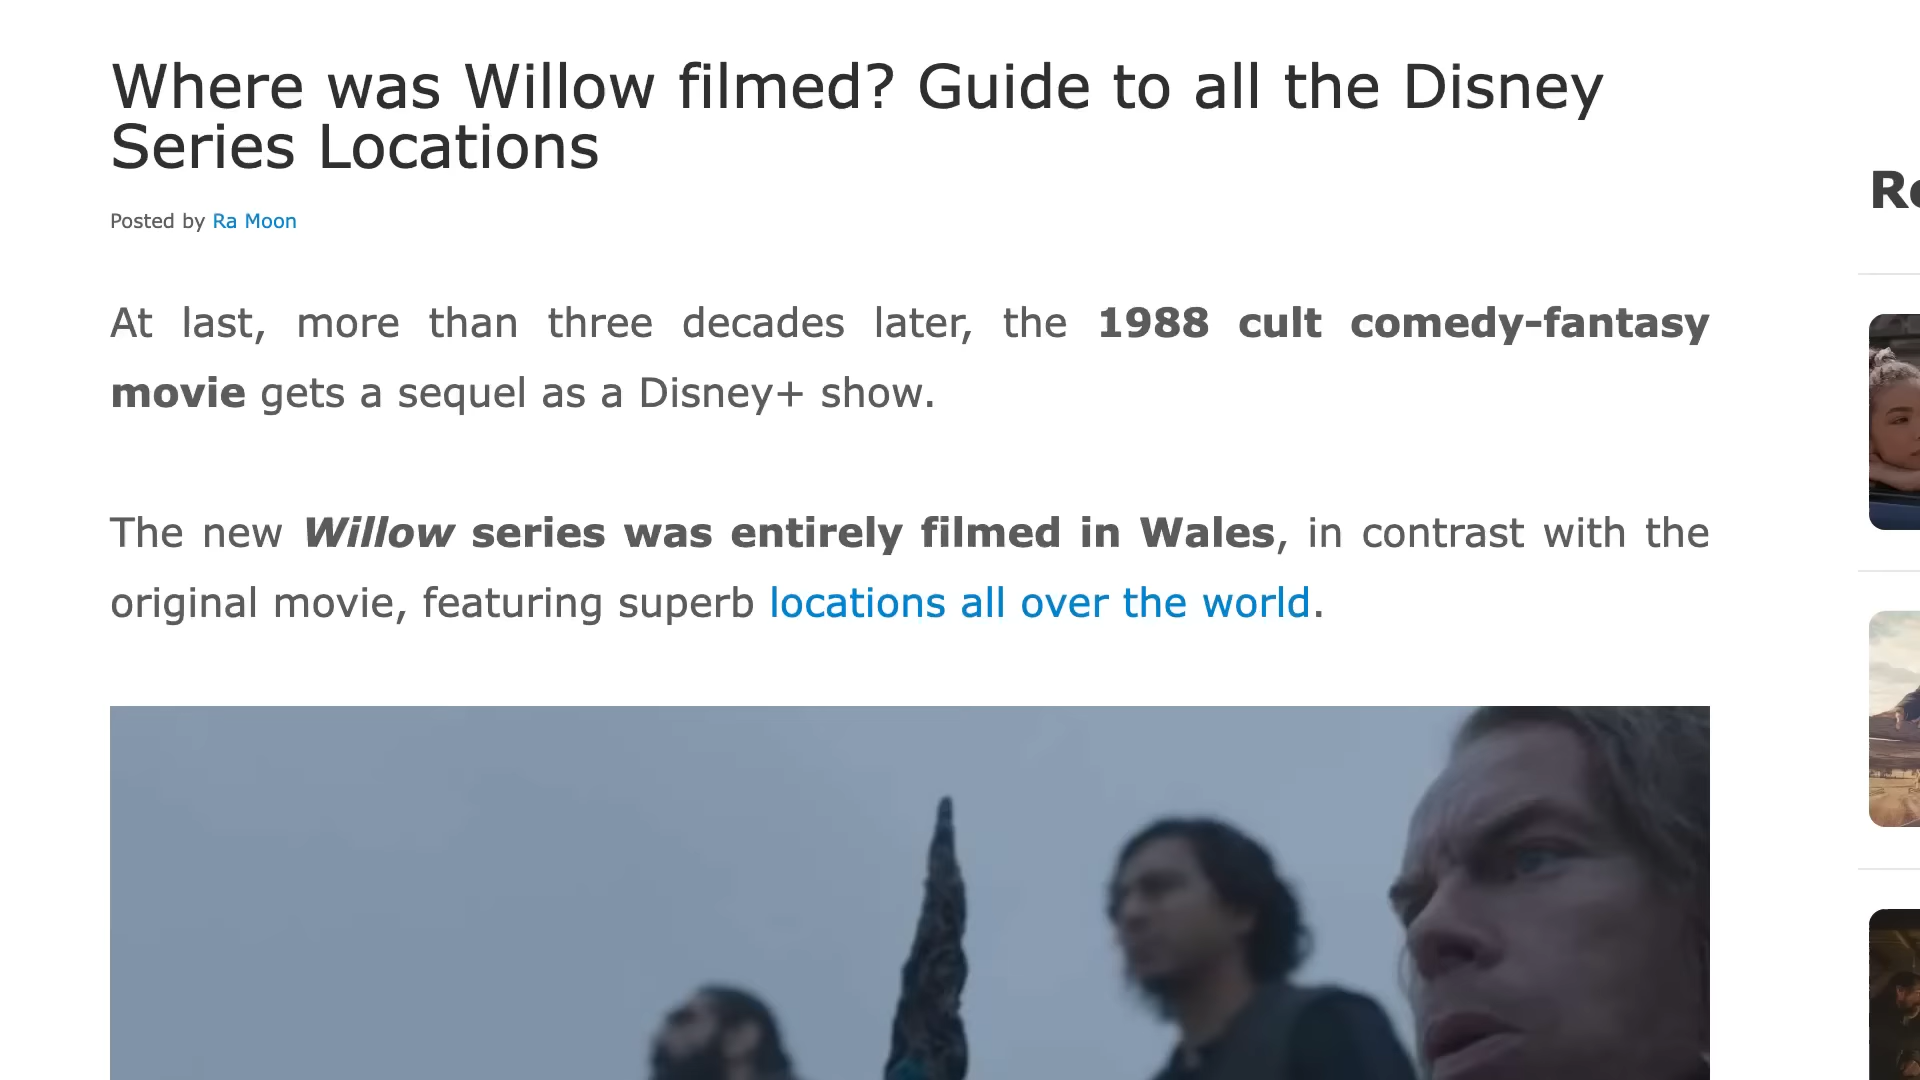 Where was Willow filmed? Guide to all the Disney
Series Locations
Posted by Ra Moon
At last, more than three decades later, the 1988 cult comedy-fantasy
movie gets a sequel as a Disney+ show.
The new Willow series was entirely filmed in Wales, in contrast with the
original movie, featuring superb locations all over the world.